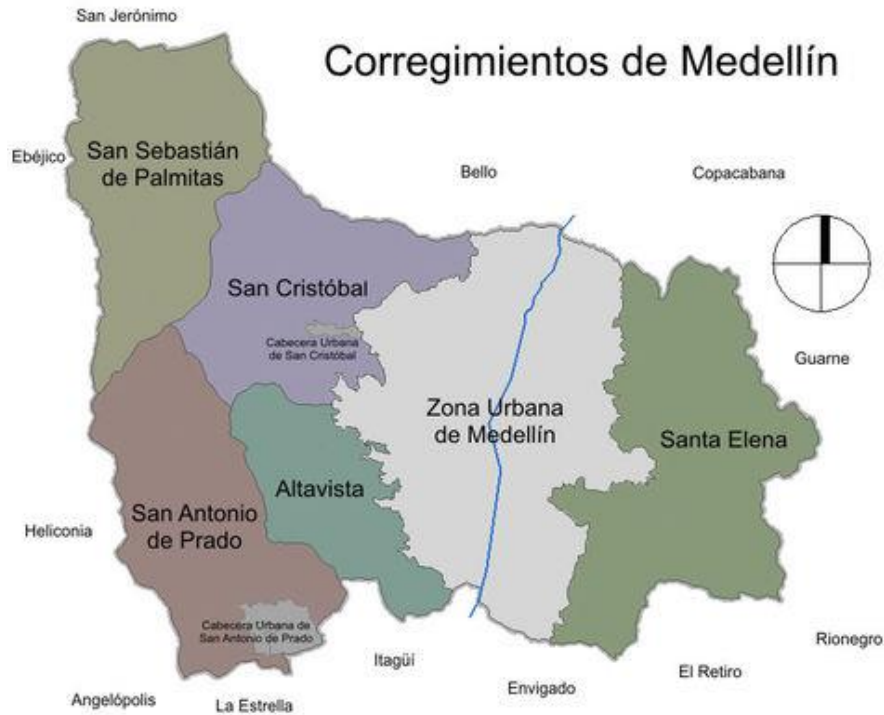 San Jerónimo
Corregimientos de Medellín
San Sebastián
de Palmitas
Ebéjico
Bello
Copacabana
San Cristóbal
Cabecera Urbana
de San Cristóbal
Guarne
Zona Urbana
de Medellín
Santa Elena
Altavista
San Antonio
de Prado
Heliconia
Cabecera Urbana de
San Antonio de Prado
Itagüí
Rionegro
El Retiro
Envigado
Angelópolis
La Estrella